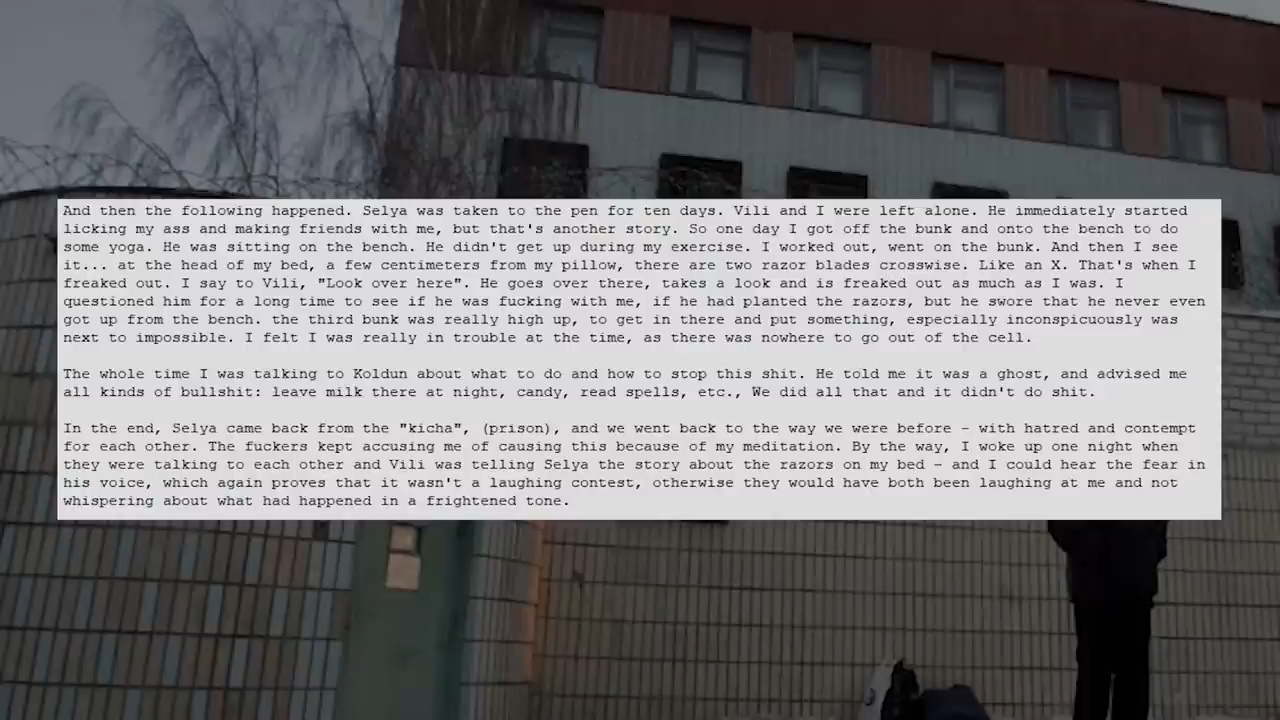 And then the following happened. Selya was taken to the pen for ten days. Vili and I were left alone. He immediately started
licking my ass and making friends with me, but that's another story. So one day I got off the bunk and onto the bench to do
some yoga. He was sitting on the bench. He didn't get up during my exercise. I worked out, went on the bunk. And then I see
it... at the head of my bed, a few centimeters from my pillow, there are two razor blades crosswise. Like an X. That's when I
freaked out. I say to Vili, "Look over here". He goes over there, takes a look and is freaked out as much as I was. I
questioned him for a long time to see if he was fucking with me, if he had planted the razors, but he swore that he never even
got up from the bench. the third bunk was really high up, to get in there and put something, especially inconspicuously was
next to impossible. I felt I was really in trouble at the time, as there was nowhere to go out of the cell.
The whole time I was talking to Koldun about what to do and how to stop this shit. He told me it was a ghost, and advised me
all kinds of bullshit: leave milk there at night, candy, read spells, etc., We did all that and it didn't do shit.
In the end, Selya came back from the "kicha", (prison), and we went back to the way we were before – with hatred and contempt
for each other. The fuckers kept accusing me of causing this because of my meditation. By the way, I woke up one night when
they were talking to each other and Vili was telling Selya the story about the razors on my bed – and I could hear the fear in
his voice, which again proves that it wasn't a laughing contest, otherwise they would have both been laughing at me and not
whispering about what had happened in a frightened tone.